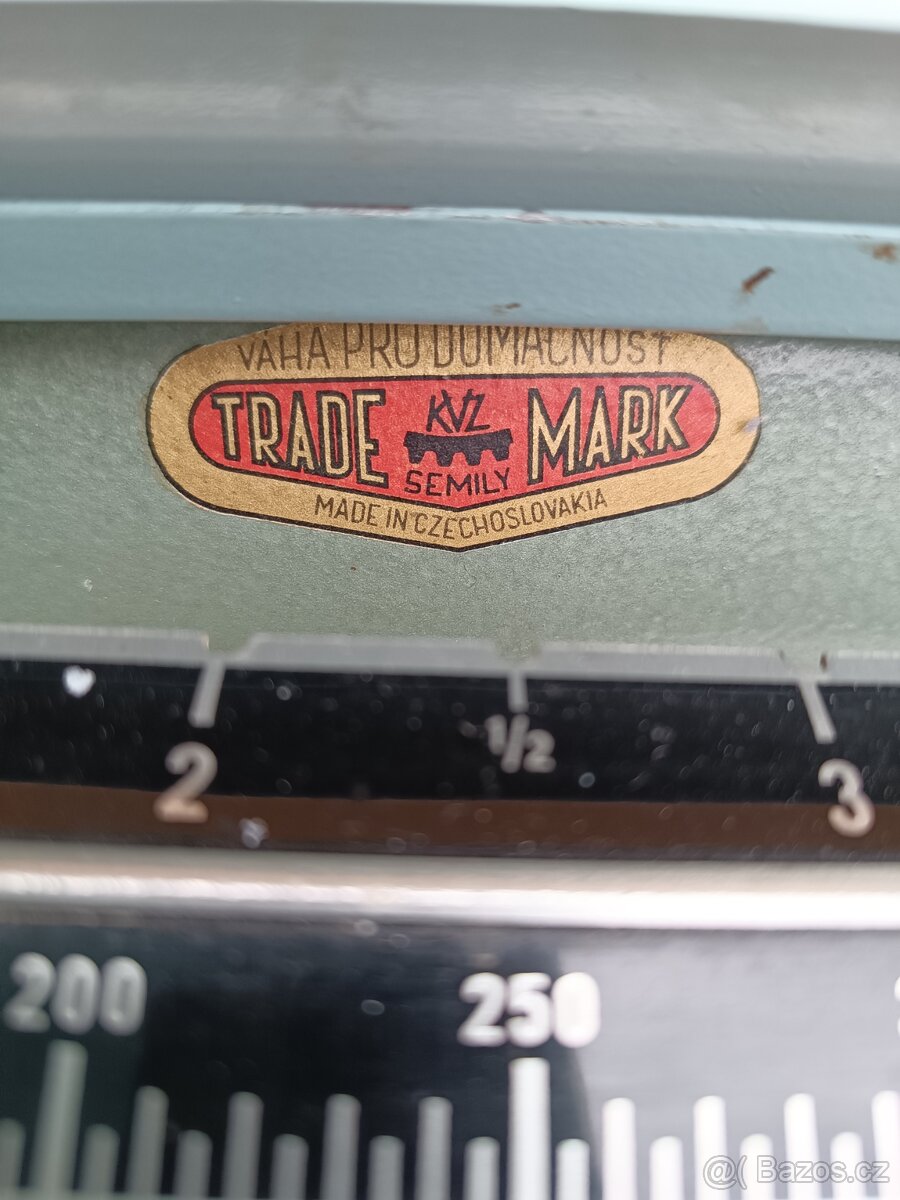 VÁHA PRO DOMÁCNOST
TRADE KVZ MARK
SEMILY
MADE IN CZECHOSLOVAKIA
2 1/2 3
200 250
@( Bazos.cz